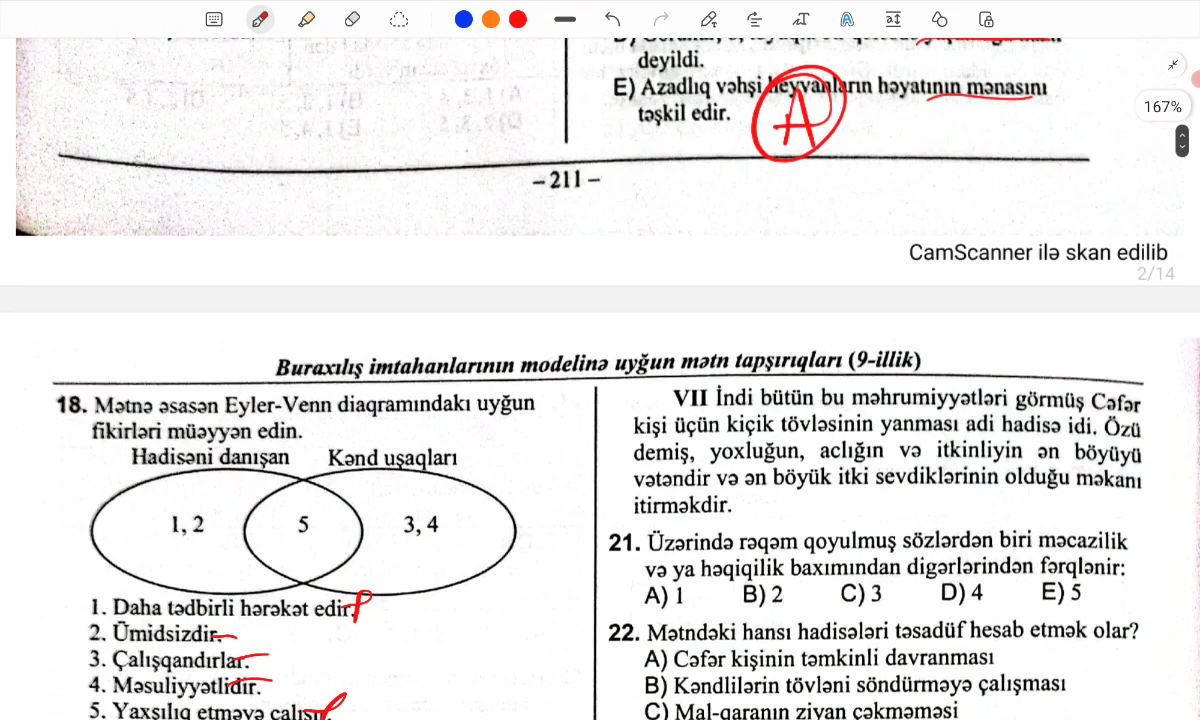 deyildi.
E) Azadlıq vəhşi heyvanların həyatının mənasını
təşkil edir.
A
– 211 –
CamScanner ilə skan edilib
2/14
167%
Buraxılış imtahanlarının modelinə uyğun mətn tapşırıqları (9-illik)
18. Mətnə əsasən Eyler-Venn diaqramındakı uyğun
fikirləri müəyyən edin.
Hadisəni danışan Kənd uşaqları
1, 2 5 3, 4
1. Daha tədbirli hərəkət edir.
2. Ümidsizdir.
3. Çalışqandırlar.
4. Məsuliyyətlidir.
5. Yaxşılıq etməyə
VII İndi bütün bu məhrumiyyətləri görmüş Cəfər
kişi üçün kiçik tövləsinin yanması adi hadisə idi. Özü
demiş, yoxluğun, aclığın və itkinliyin ən böyüyü
vətəndir və ən böyük itki sevdiklərinin olduğu məkanı
itirməkdir.
21. Üzərində rəqəm qoyulmuş sözlərdən biri məcazilik
və ya həqiqilik baxımından digərlərindən fərqlənir:
A) 1 B) 2 C) 3 D) 4 E) 5
22. Mətndəki hansı hadisələri təsadüf hesab etmək olar?
A) Cəfər kişinin təmkinli davranması
B) Kəndlilərin tövləni söndürməyə çalışması
C) Mal-qaranın ziyan çəkməməsi